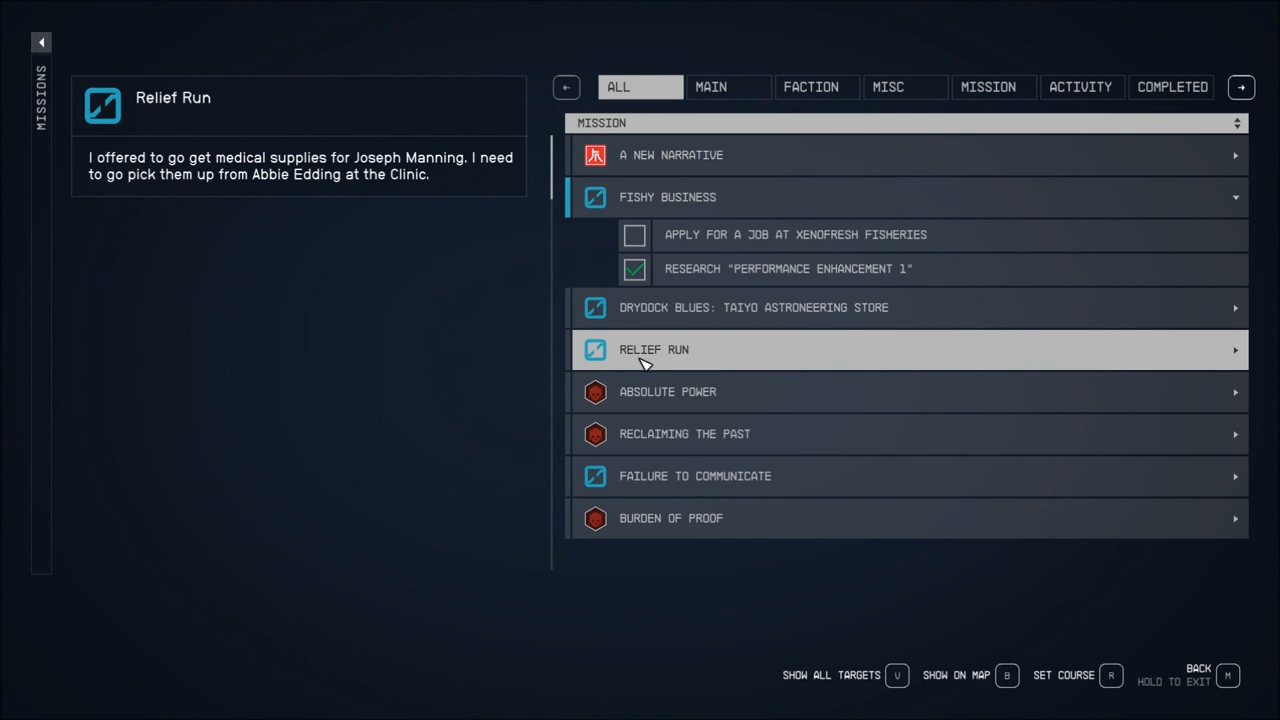 MISSIONS
Relief Run
I offered to go get medical supplies for Joseph Manning. I need
to go pick them up from Abbie Edding at the Clinic.
ALL MAIN FACTION MISC MISSION ACTIVITY COMPLETED
MISSION
A NEW NARRATIVE
FISHY BUSINESS
APPLY FOR A JOB AT XENOFRESH FISHERIES
RESEARCH "PERFORMANCE ENHANCEMENT 1"
DRYDOCK BLUES: TAIYO ASTRONEERING STORE
RELIEF RUN
ABSOLUTE POWER
RECLAIMING THE PAST
FAILURE TO COMMUNICATE
BURDEN OF PROOF
SHOW ALL TARGETS V SHOW ON MAP B SET COURSE R BACK M
HOLD TO EXIT